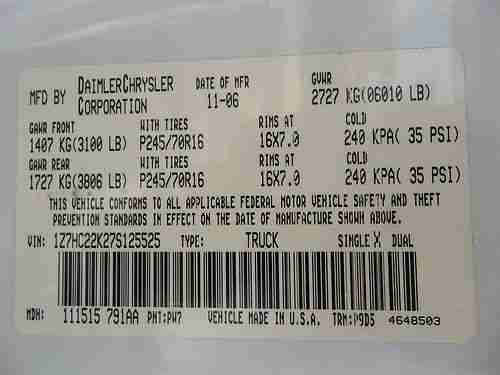 MFD BY DAIMLERCHRYSLER CORPORATION DATE OF MFR 11-06 GVWR 2727 KG(06010 LB)
GAWR FRONT WITH TIRES RIMS AT COLD
1407 KG(3100 LB) P245/70R16 16X7.0 240 KPA( 35 PSI)
GAWR REAR WITH TIRES RIMS AT COLD
1727 KG(3806 LB) P245/70R16 16X7.0 240 KPA( 35 PSI)
THIS VEHICLE CONFORMS TO ALL APPLICABLE FEDERAL MOTOR VEHICLE SAFETY AND THEFT
PREVENTION STANDARDS IN EFFECT ON THE DATE OF MANUFACTURE SHOWN ABOVE.
VIN: 1Z7HC22K27S125525 TYPE: TRUCK SINGLE X DUAL
MDH: 111515 791AA PNT:PW7 VEHICLE MADE IN U.S.A. TRM:P9D5 4648503